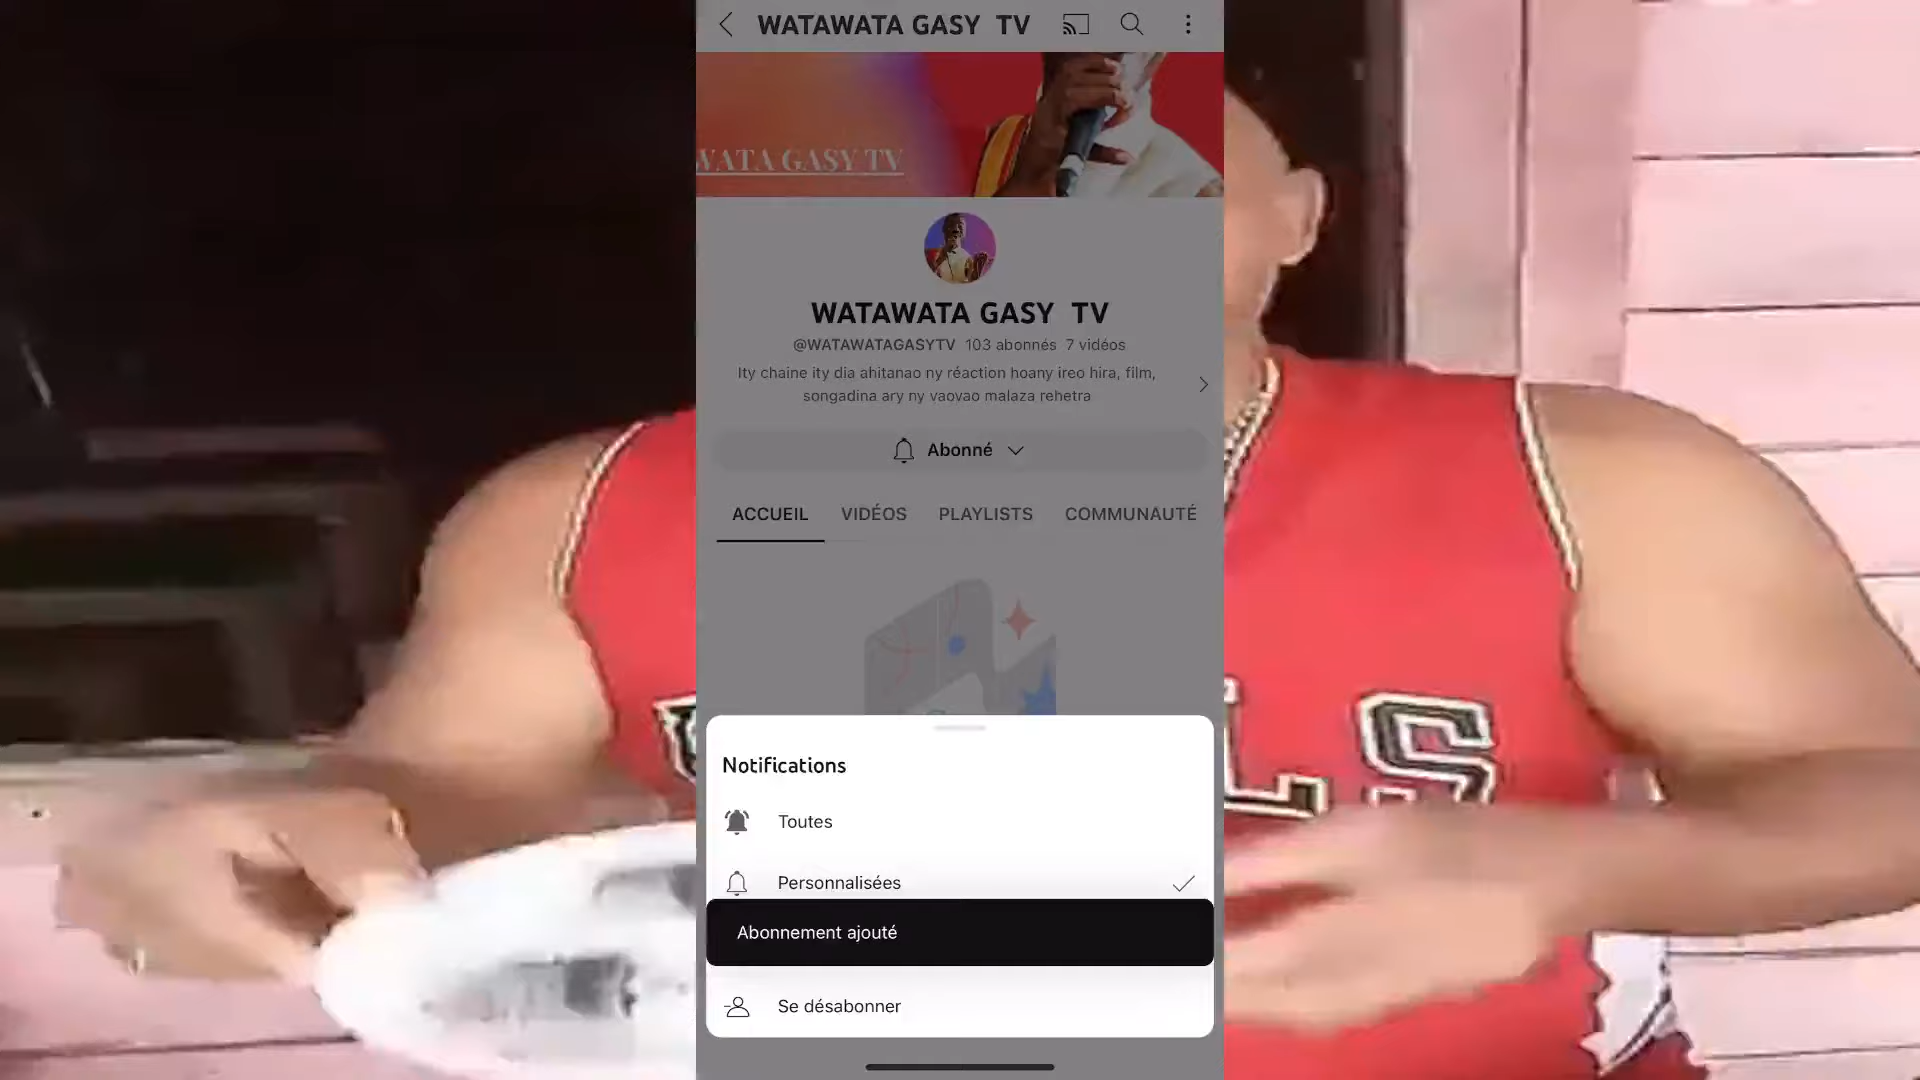 WATAWATA GASY TV
WATA GASY TV
WATAWATA GASY TV
@WATAWATAGASYTV 103 abonnés 7 vidéos
Ity chaine ity dia ahitanao ny réaction hoany ireo hira, film,
songadina ary ny vaovao malaza rehetra
Abonné
ACCUEIL VIDÉOS PLAYLISTS COMMUNAUTÉ
Notifications
Toutes
Personnalisées
Abonnement ajouté
Se désabonner
LS